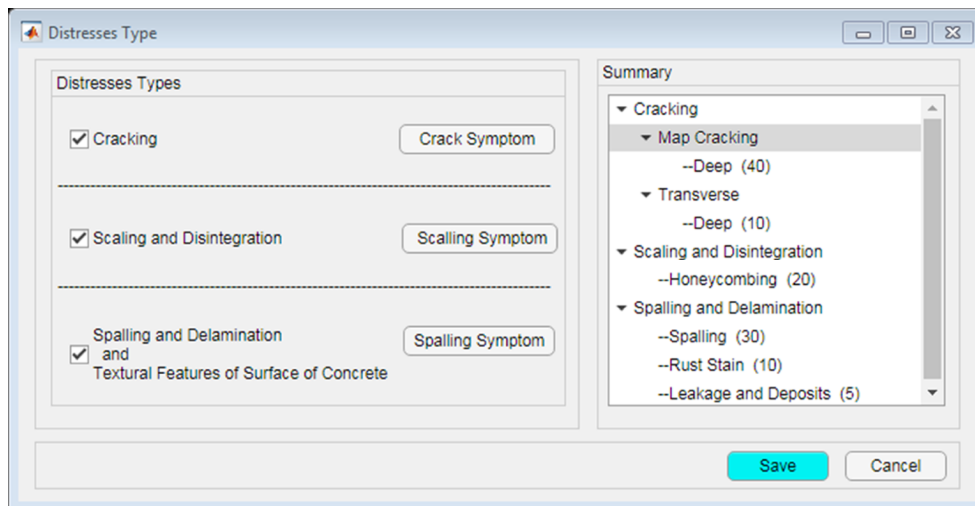 Distresses Type
Distresses Types
Cracking
Crack Symptom
Scaling and Disintegration
Scalling Symptom
Spalling and Delamination
and
Textural Features of Surface of Concrete
Spalling Symptom
Summary
Cracking
Map Cracking
--Deep (40)
Transverse
--Deep (10)
Scaling and Disintegration
--Honeycombing (20)
Spalling and Delamination
--Spalling (30)
--Rust Stain (10)
--Leakage and Deposits (5)
Save
Cancel